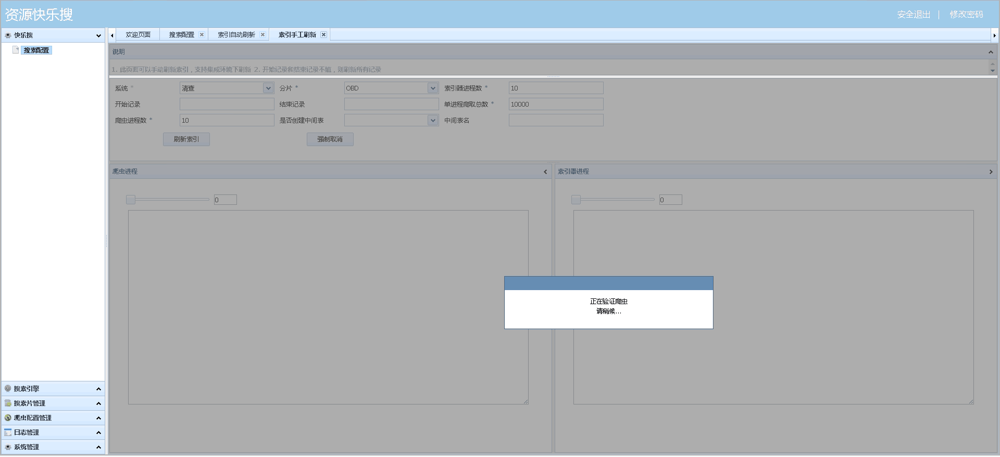 资源快乐搜
安全退出 | 修改密码
快乐搜
搜索配置
欢迎页面 搜索配置 索引自动刷新 索引手工刷新
说明
1. 此页面可以手动刷新索引，支持集成环境下刷新 2. 开始记录和结束记录不填，则刷新所有记录
系统 * 清查 分片 * OBD 索引器进程数 * 10
开始记录 结束记录 单进程爬取总数 * 10000
爬虫进程数 * 10 是否创建中间表 中间表名
刷新索引 强制取消
爬虫进程 索引器进程
0 0
正在验证爬虫
请稍候...
搜索引擎
搜索片管理
爬虫配置管理
日志管理
系统管理